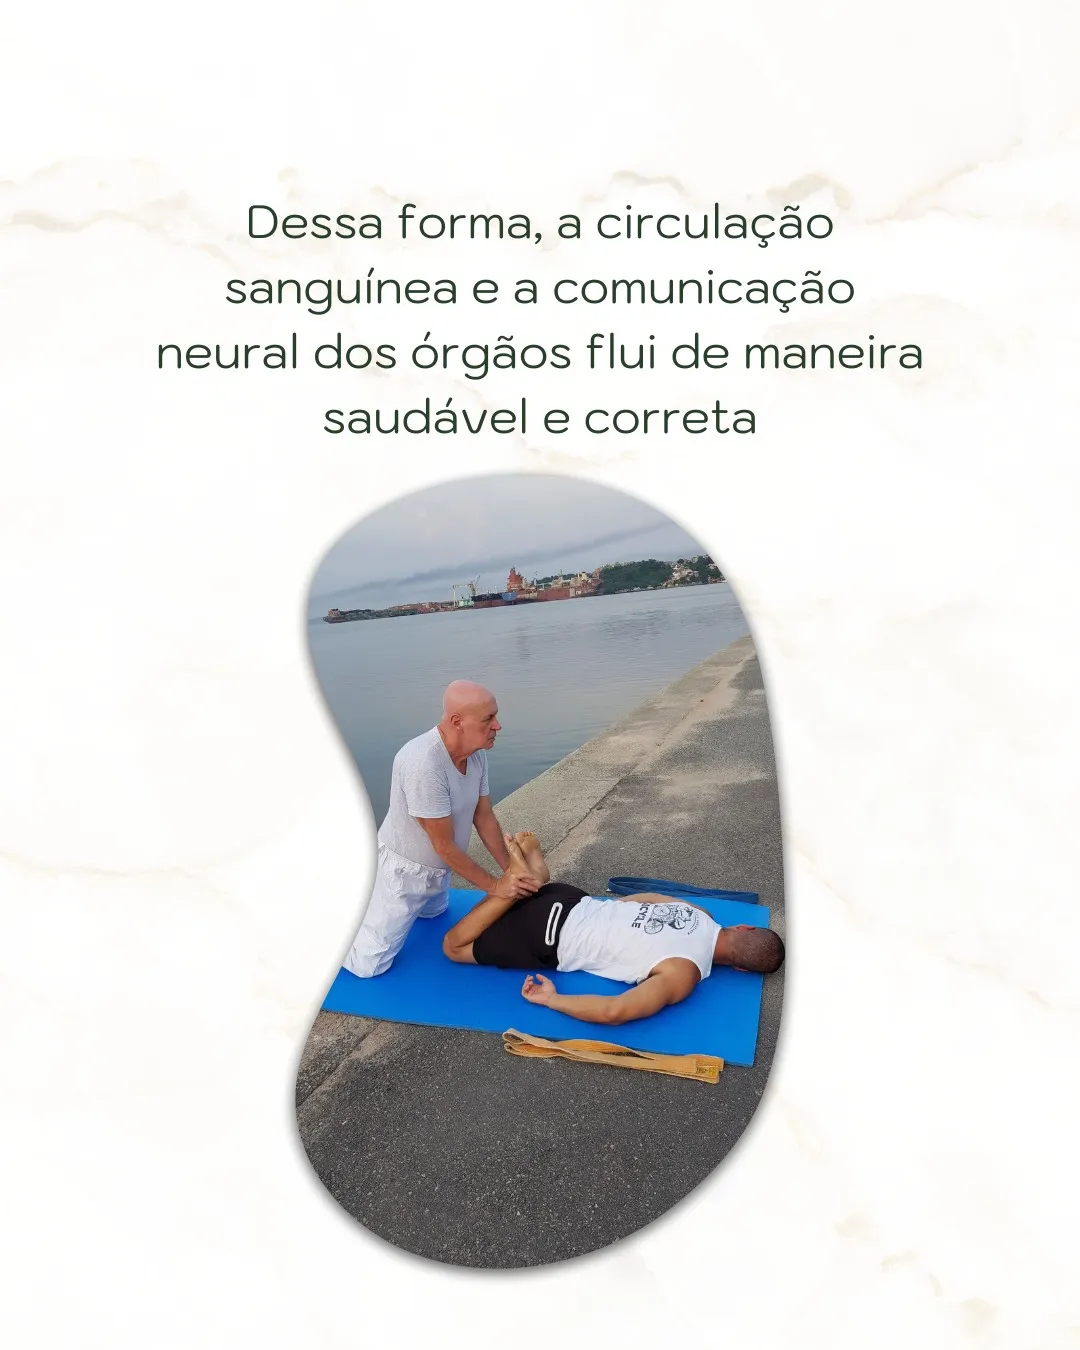 Dessa forma, a circulação
sanguínea e a comunicação
neural dos órgãos flui de maneira
saudável e correta